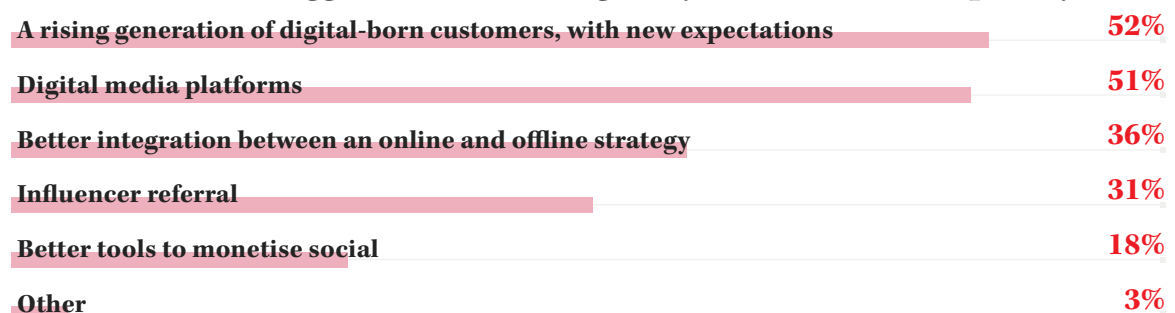 A rising generation of digital-born customers, with new expectations 52%
Digital media platforms 51%
Better integration between an online and offline strategy 36%
Influencer referral 31%
Better tools to monetise social 18%
Other 3%